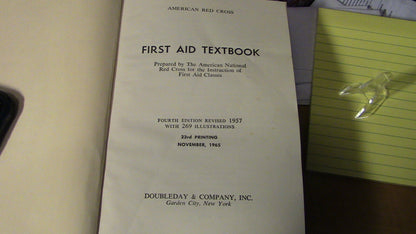 AMERICAN RED CROSS
FIRST AID TEXTBOOK
Prepared by The American National
Red Cross for the Instruction of
First Aid Classes
FOURTH EDITION REVISED 1957
WITH 269 ILLUSTRATIONS
23rd PRINTING
NOVEMBER, 1965
DOUBLEDAY & COMPANY, INC.
Garden City, New York